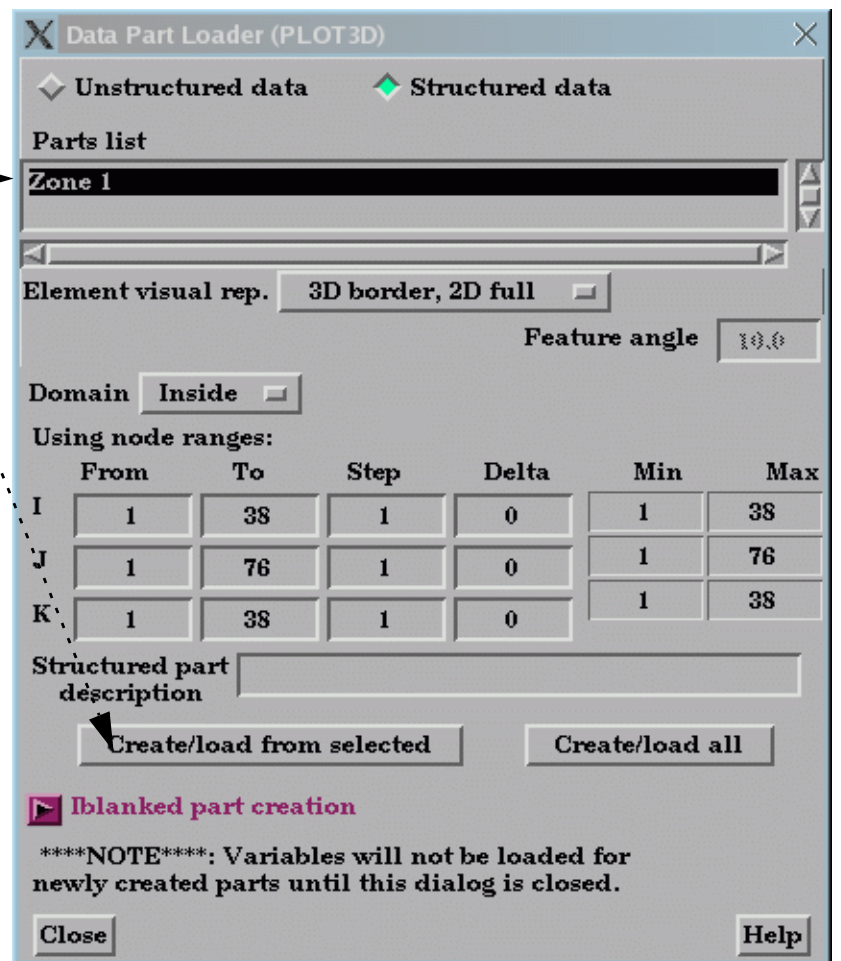 Data Part Loader (PLOT3D)
Unstructured data Structured data
Parts list
Zone 1
Element visual rep. 3D border, 2D full
Feature angle 10.0
Domain Inside
Using node ranges:
From To Step Delta Min Max
I 1 38 1 0 1 38
J 1 76 1 0 1 76
K 1 38 1 0 1 38
Structured part
description
Create/load from selected Create/load all
Iblanked part creation
****NOTE****: Variables will not be loaded for
newly created parts until this dialog is closed.
Close Help